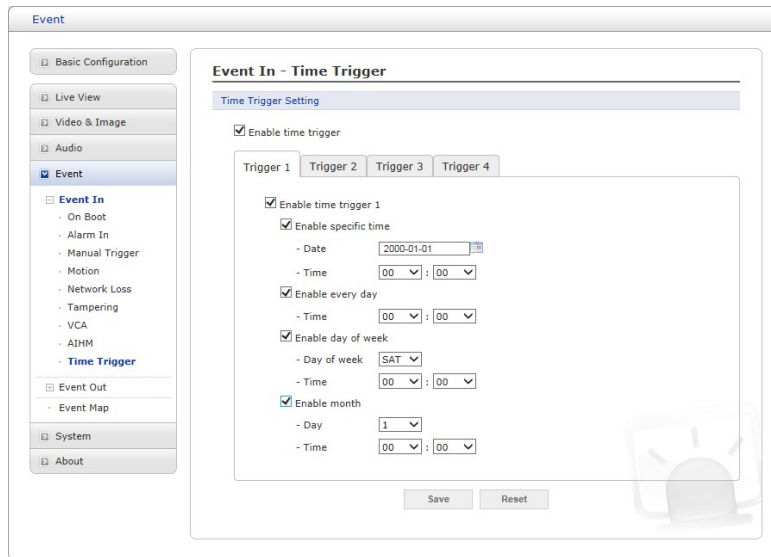 Event
Basic Configuration
Live View
Video & Image
Audio
Event
Event In
· On Boot
· Alarm In
· Manual Trigger
· Motion
· Network Loss
· Tampering
· VCA
· AIHM
· Time Trigger
Event Out
· Event Map
System
About
Event In - Time Trigger
Time Trigger Setting
Enable time trigger
Trigger 1 Trigger 2 Trigger 3 Trigger 4
Enable time trigger 1
Enable specific time
- Date 2000-01-01
- Time 00 : 00
Enable every day
- Time 00 : 00
Enable day of week
- Day of week SAT
- Time 00 : 00
Enable month
- Day 1
- Time 00 : 00
Save Reset